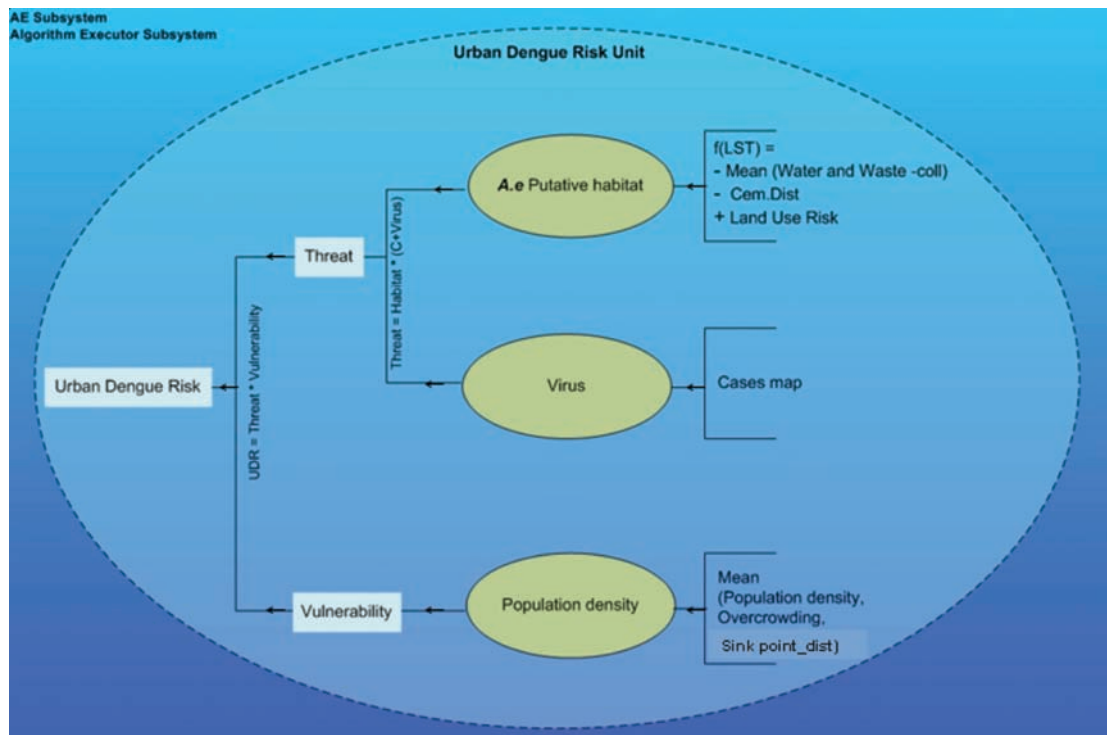 AE Subsystem
Algorithm Executor Subsystem
Urban Dengue Risk Unit
A.e Putative habitat
f(LST) =
- Mean (Water and Waste -coll)
- Cem.Dist
+ Land Use Risk
Threat
Threat = Habitat * (C+Virus)
Urban Dengue Risk
UDR = Threat * Vulnerability
Virus
Cases map
Vulnerability
Population density
Mean
(Population density,
Overcrowding,
Sink point_dist)